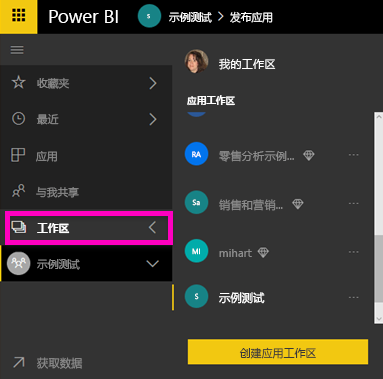 Power BI
S 示例测试 > 发布应用
收藏夹
最近
应用
与我共享
工作区
示例测试
获取数据
我的工作区
应用工作区
RA 零售分析示例... ...
Sa 销售和营销... ...
MI mihart ...
S 示例测试 ...
创建应用工作区